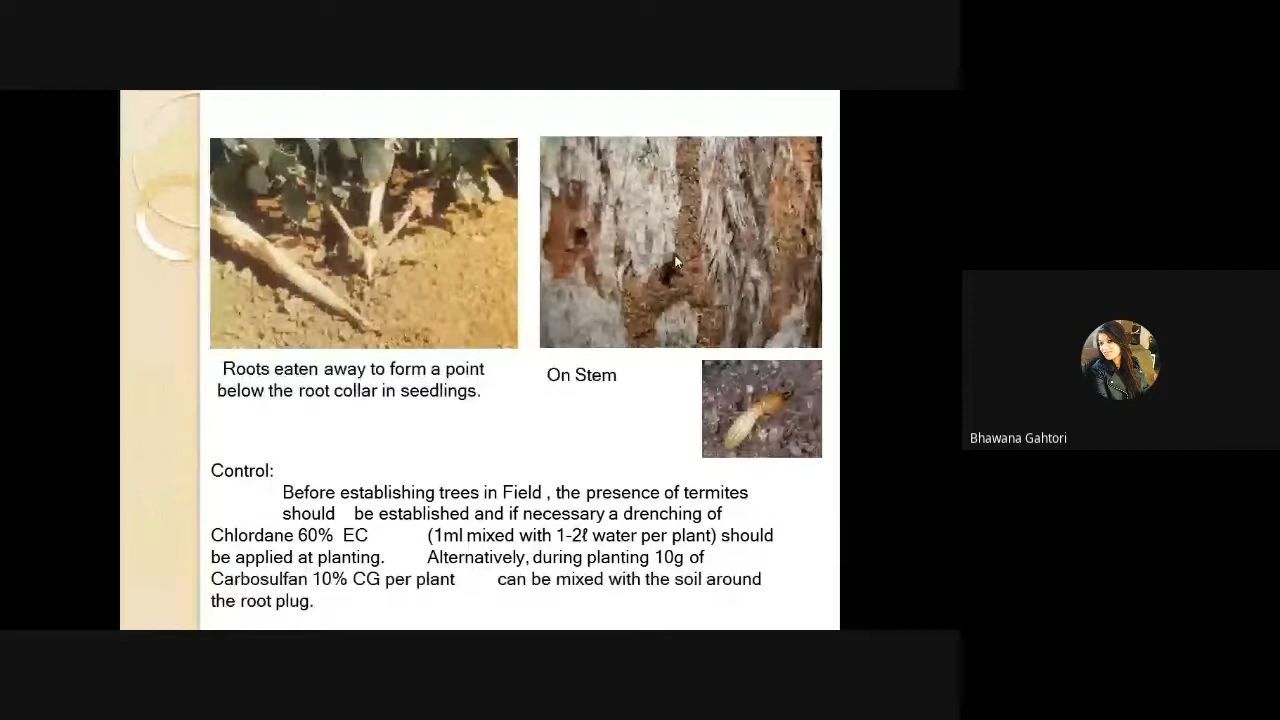 Roots eaten away to form a point
below the root collar in seedlings.
On Stem
Control:
Before establishing trees in Field , the presence of termites
should be established and if necessary a drenching of
Chlordane 60% EC (1ml mixed with 1-2ℓ water per plant) should
be applied at planting. Alternatively, during planting 10g of
Carbosulfan 10% CG per plant can be mixed with the soil around
the root plug.
Bhawana Gahtori